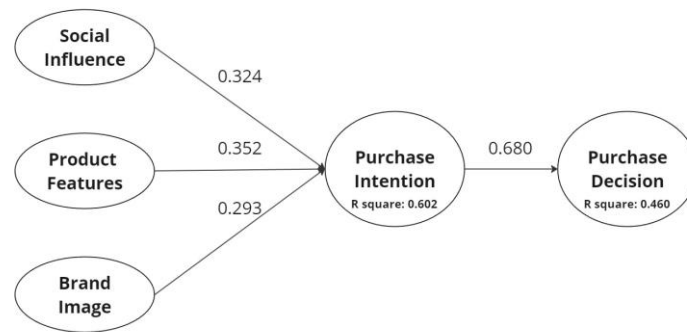 Social
Influence
0.324
Product
Features
0.352
0.293
Brand
Image
Purchase
Intention
R square: 0.602
0.680
Purchase
Decision
R square: 0.460